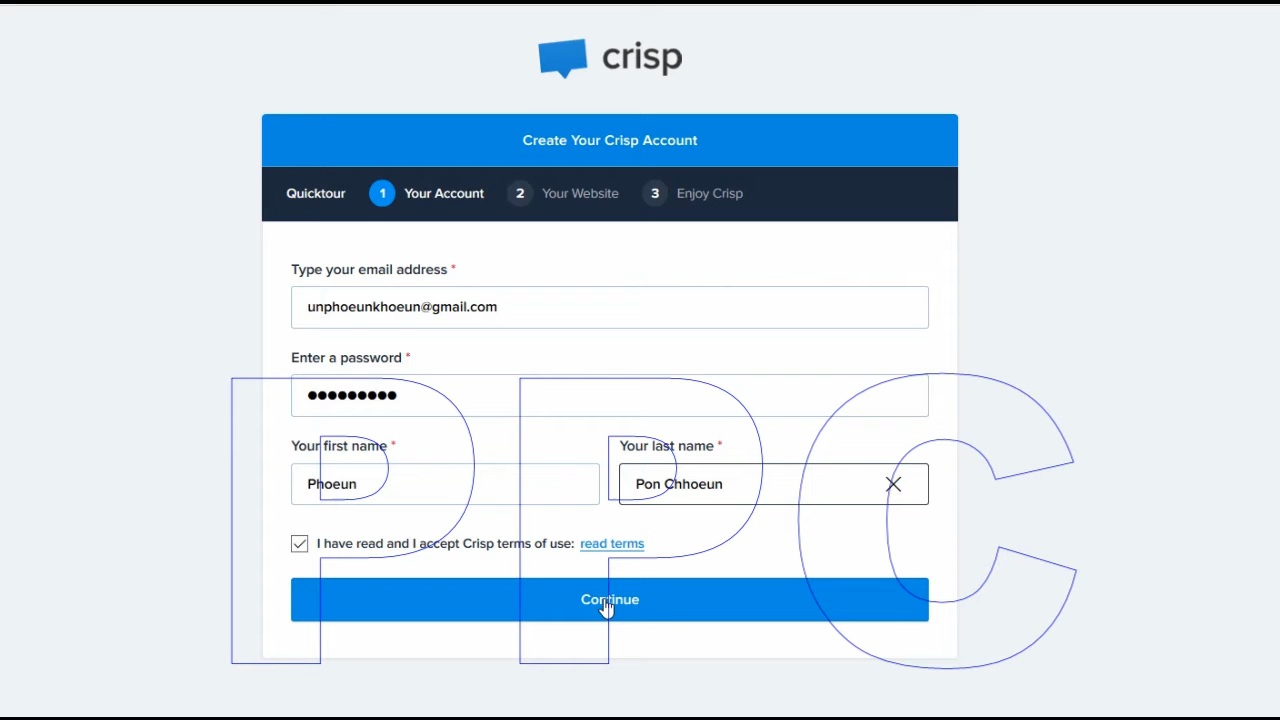 crisp
Create Your Crisp Account
Quicktour 1 Your Account 2 Your Website 3 Enjoy Crisp
Type your email address *
unphoeunkhoeun@gmail.com
Enter a password *
●●●●●●●●●
Your first name * Your last name *
Phoeun Pon Chhoeun
I have read and I accept Crisp terms of use: read terms
Continue
PPC